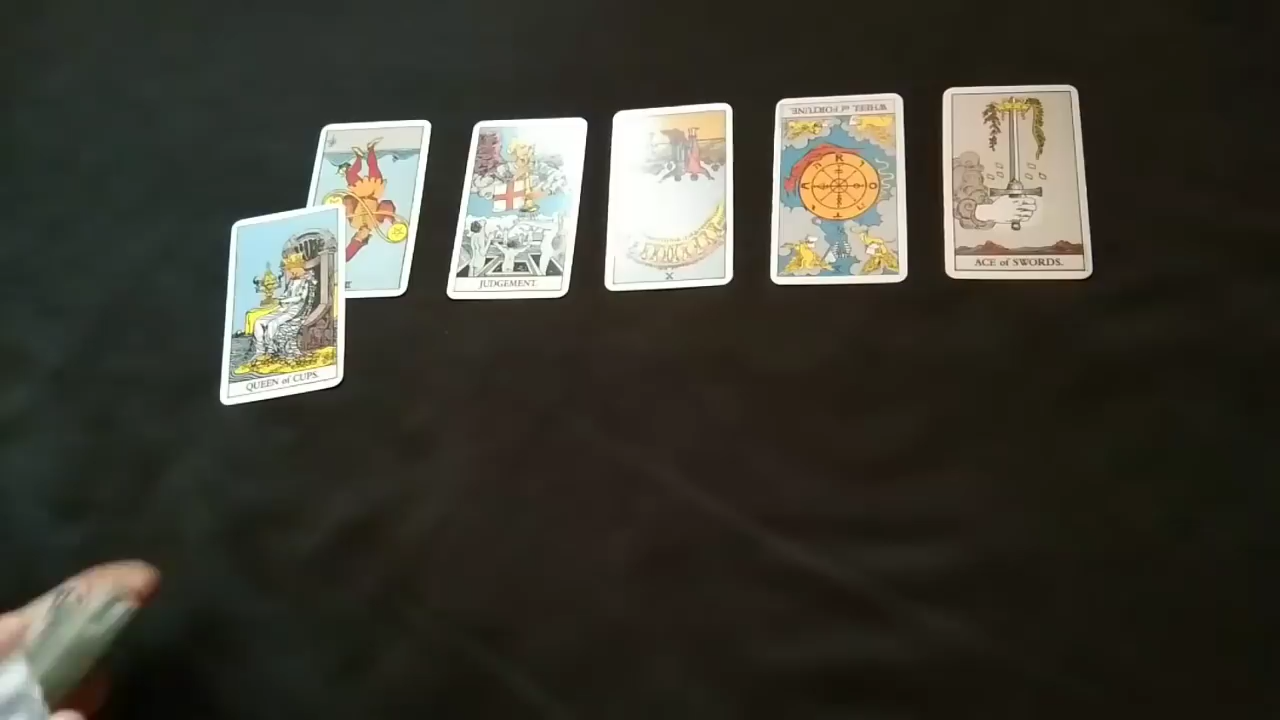 JUDGEMENT.
X
WHEEL of FORTUNE.
ACE of SWORDS.
QUEEN of CUPS.